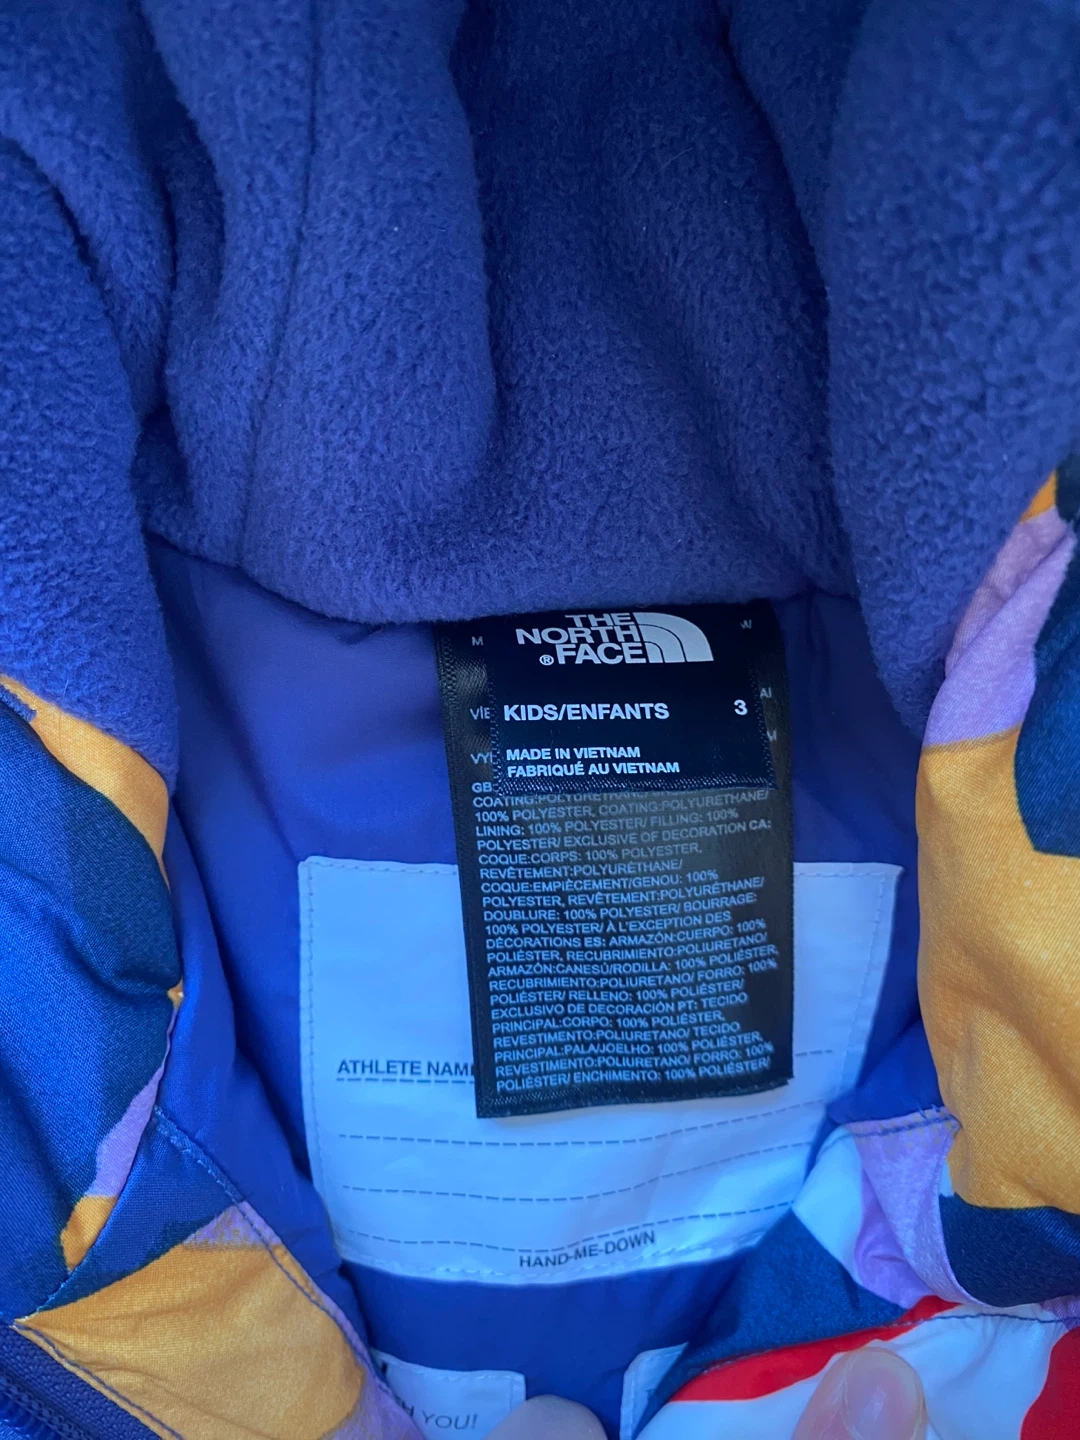 THE
NORTH
®FACE
M
W
KIDS/ENFANTS 3
MADE IN VIETNAM
FABRIQUÉ AU VIETNAM
GB
COATING:POLYURETHANE/
100% POLYESTER, COATING:POLYURETHANE/
LINING: 100% POLYESTER/ FILLING: 100%
POLYESTER/ EXCLUSIVE OF DECORATION CA:
COQUE:CORPS: 100% POLYESTER,
REVÊTEMENT:POLYURÉTHANE/
COQUE:EMPIÈCEMENT/GENOU: 100%
POLYESTER, REVÊTEMENT:POLYURÉTHANE/
DOUBLURE: 100% POLYESTER/ BOURRAGE:
100% POLYESTER/ À L'EXCEPTION DES
DÉCORATIONS ES: ARMAZÓN:CUERPO: 100%
POLIÉSTER, RECUBRIMIENTO:POLIURETANO/
ARMAZÓN:CANESÚ/RODILLA: 100% POLIÉSTER,
RECUBRIMIENTO:POLIURETANO/ FORRO: 100%
POLIÉSTER/ RELLENO: 100% POLIÉSTER/
EXCLUSIVO DE DECORACIÓN PT: TECIDO
PRINCIPAL:CORPO: 100% POLIÉSTER,
REVESTIMENTO:POLIURETANO/ TECIDO
PRINCIPAL:PALA/JOELHO: 100% POLIÉSTER,
REVESTIMENTO:POLIURETANO/ FORRO: 100%
POLIÉSTER/ ENCHIMENTO: 100% POLIÉSTER/
ATHLETE NAM
HAND-ME-DOWN
H YOU!